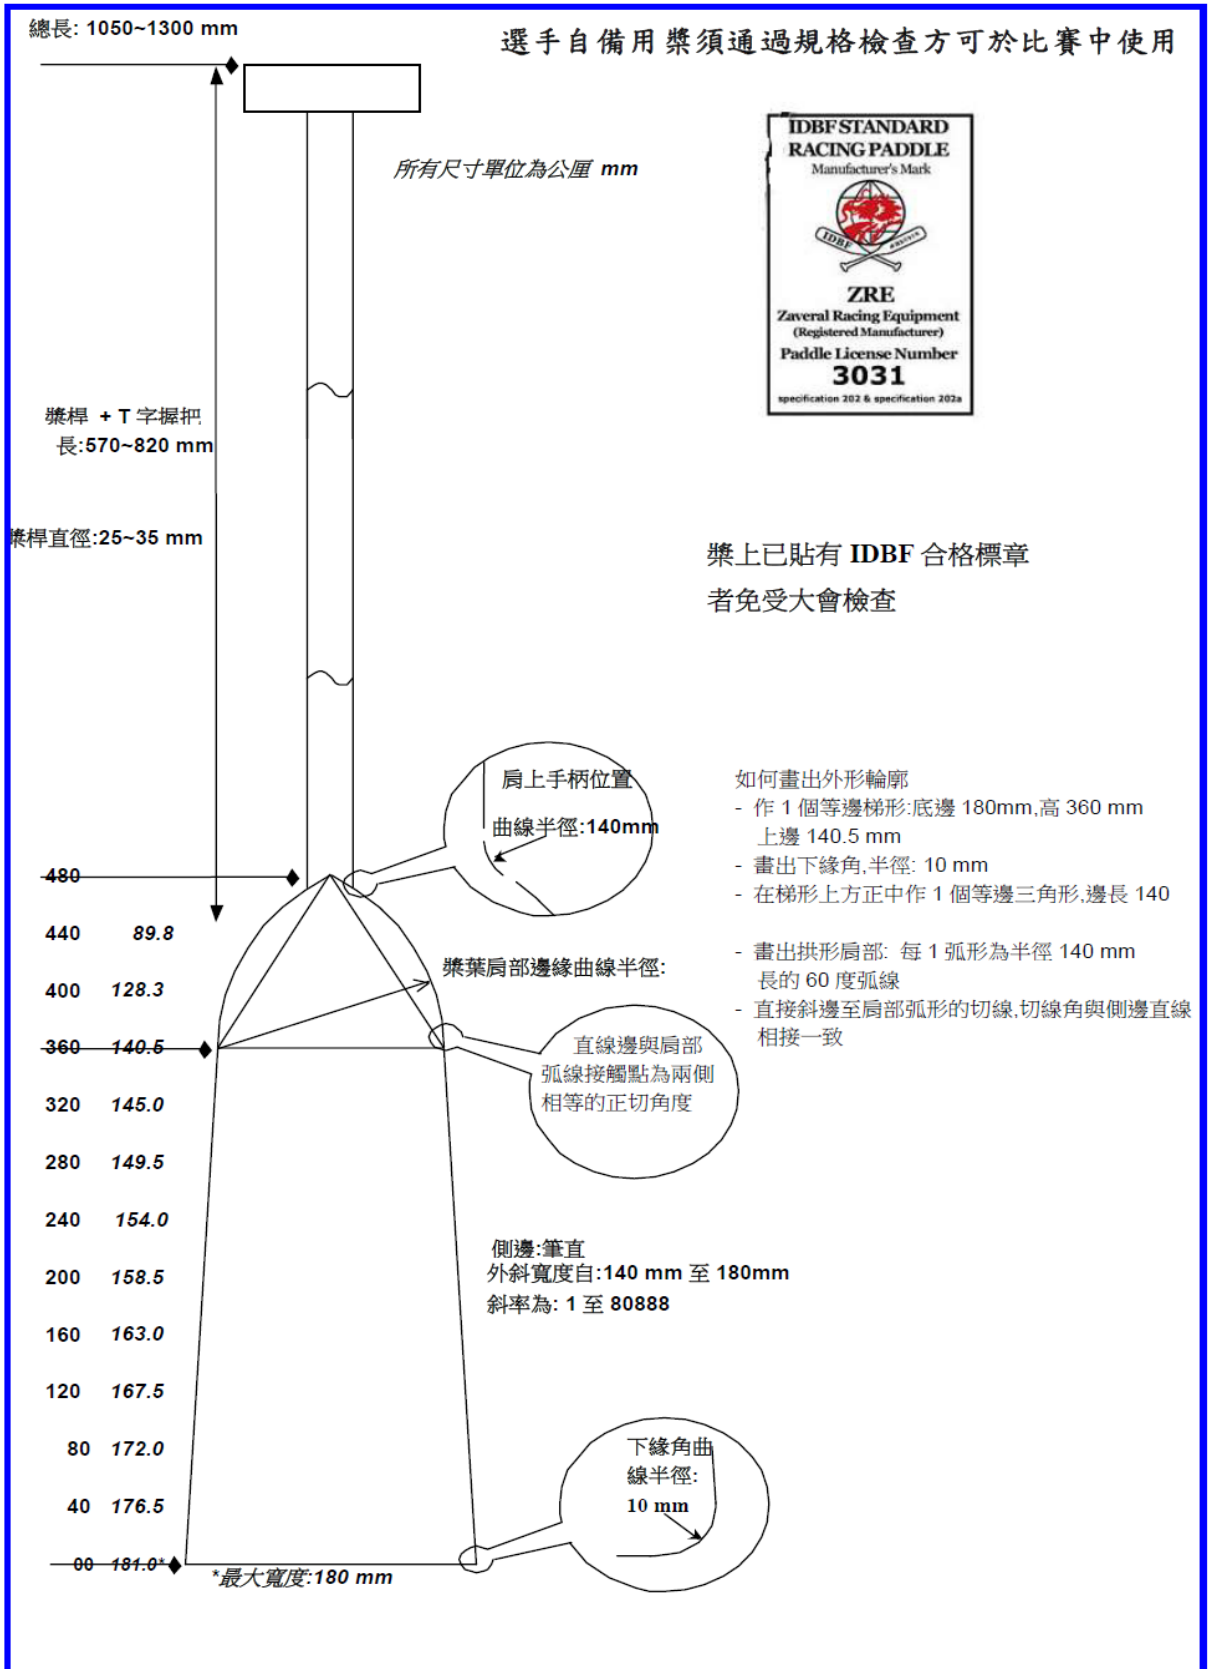 總長: 1050~1300 mm
選手自備用槳須通過規格檢查方可於比賽中使用
IDBF STANDARD
RACING PADDLE
Manufacturer's Mark
IDBF
ZRE
Zaveral Racing Equipment
(Registered Manufacturer)
Paddle License Number
3031
specification 202 & specification 202a
所有尺寸單位為公厘 mm
槳桿 + T 字握把
長:570~820 mm
槳桿直徑:25~35 mm
槳上已貼有 IDBF 合格標章
者免受大會檢查
肩上手柄位置
曲線半徑:140mm
如何畫出外形輪廓
- 作 1 個等邊梯形:底邊 180mm,高 360 mm
上邊 140.5 mm
- 畫出下緣角,半徑: 10 mm
- 在梯形上方正中作 1 個等邊三角形,邊長 140
- 畫出拱形肩部: 每 1 弧形為半徑 140 mm
長的 60 度弧線
- 直接斜邊至肩部弧形的切線,切線角與側邊直線
相接一致
480
440 89.8
槳葉肩部邊緣曲線半徑:
400 128.3
360 140.5
直線邊與肩部
弧線接觸點為兩側
相等的正切角度
320 145.0
280 149.5
240 154.0
側邊:筆直
外斜寬度自:140 mm 至 180mm
斜率為: 1 至 80888
200 158.5
160 163.0
120 167.5
80 172.0
40 176.5
下緣角曲
線半徑:
10 mm
00 181.0*
*最大寬度:180 mm